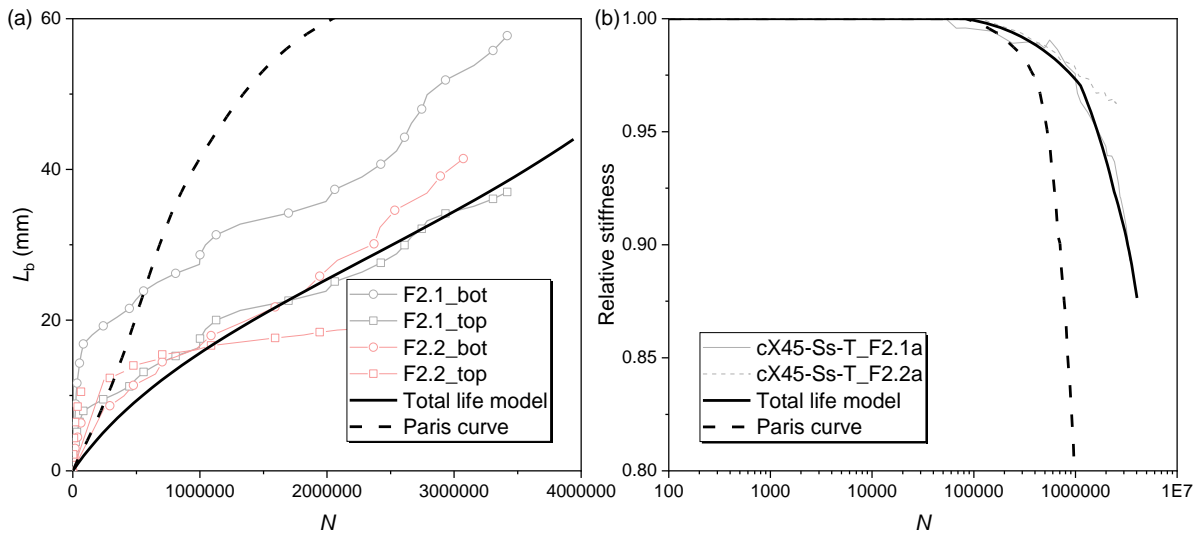 (a)
60
40
20
0
L_b (mm)
0
1000000
2000000
3000000
4000000
N
F2.1_bot
F2.1_top
F2.2_bot
F2.2_top
Total life model
Paris curve
(b)
1.00
0.95
0.90
0.85
0.80
Relative stiffness
100
1000
10000
100000
1000000
1E7
N
cX45-Ss-T_F2.1a
cX45-Ss-T_F2.2a
Total life model
Paris curve